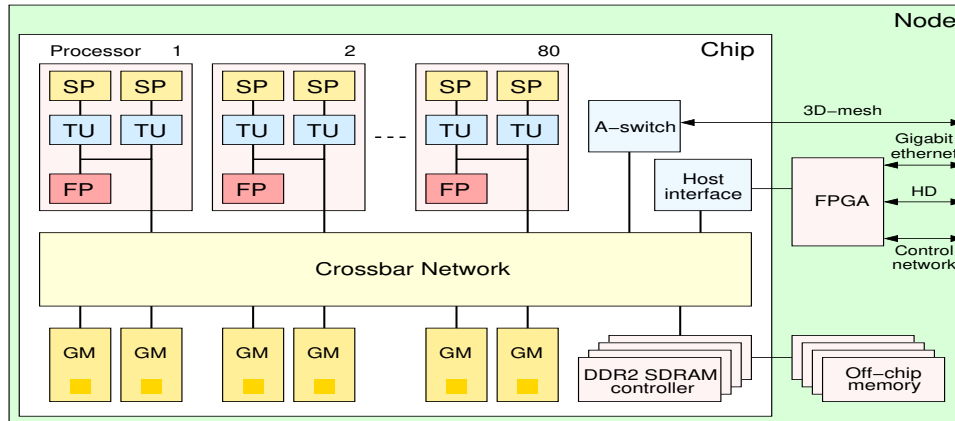 Node
Chip
Processor 1 2 80
SP SP SP SP SP SP
TU TU TU TU TU TU
FP FP FP
A-switch
3D-mesh
Gigabit
ethernet
Host
interface
FPGA
HD
Control
network
Crossbar Network
GM GM GM GM GM GM
DDR2 SDRAM
controller
Off-chip
memory